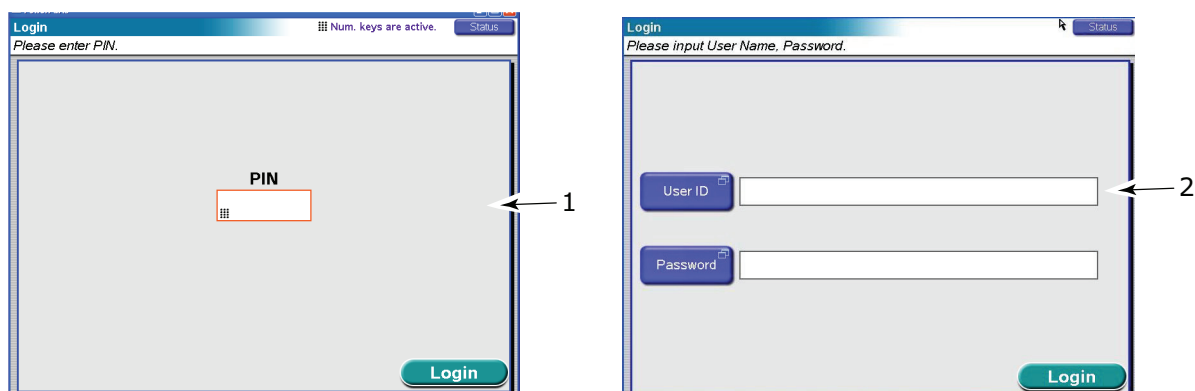 Login
Num. keys are active.
Status
Please enter PIN.
PIN
1
Login
Login
Status
Please input User Name, Password.
User ID
2
Password
Login